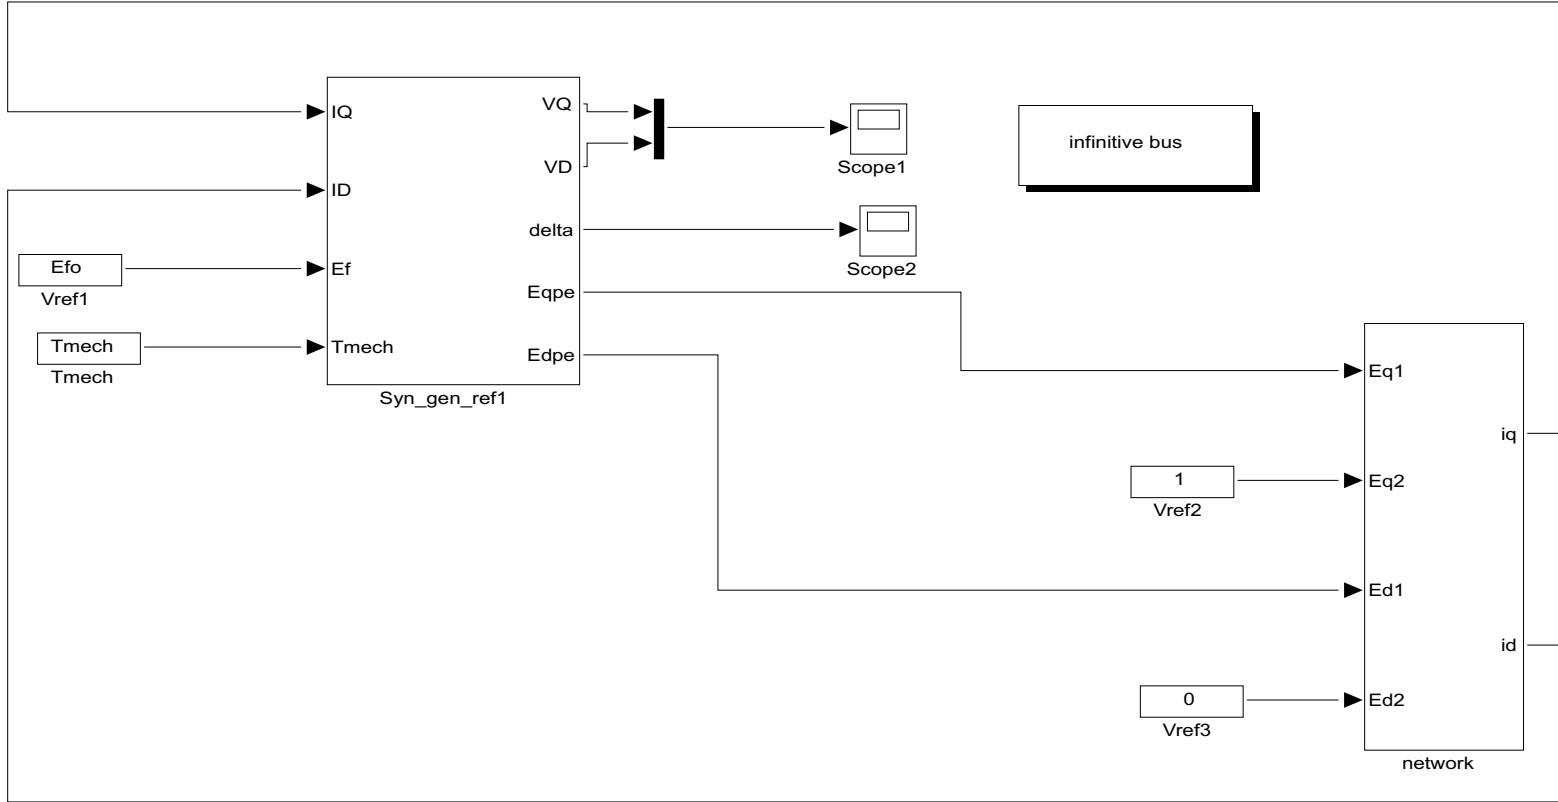 IQ
ID
Ef
Tmech
VQ
VD
delta
Eqpe
Edpe
Syn_gen_ref1
Efo
Vref1
Tmech
Tmech
Scope1
Scope2
infinitive bus
Eq1
Eq2
Ed1
Ed2
iq
id
network
1
Vref2
0
Vref3